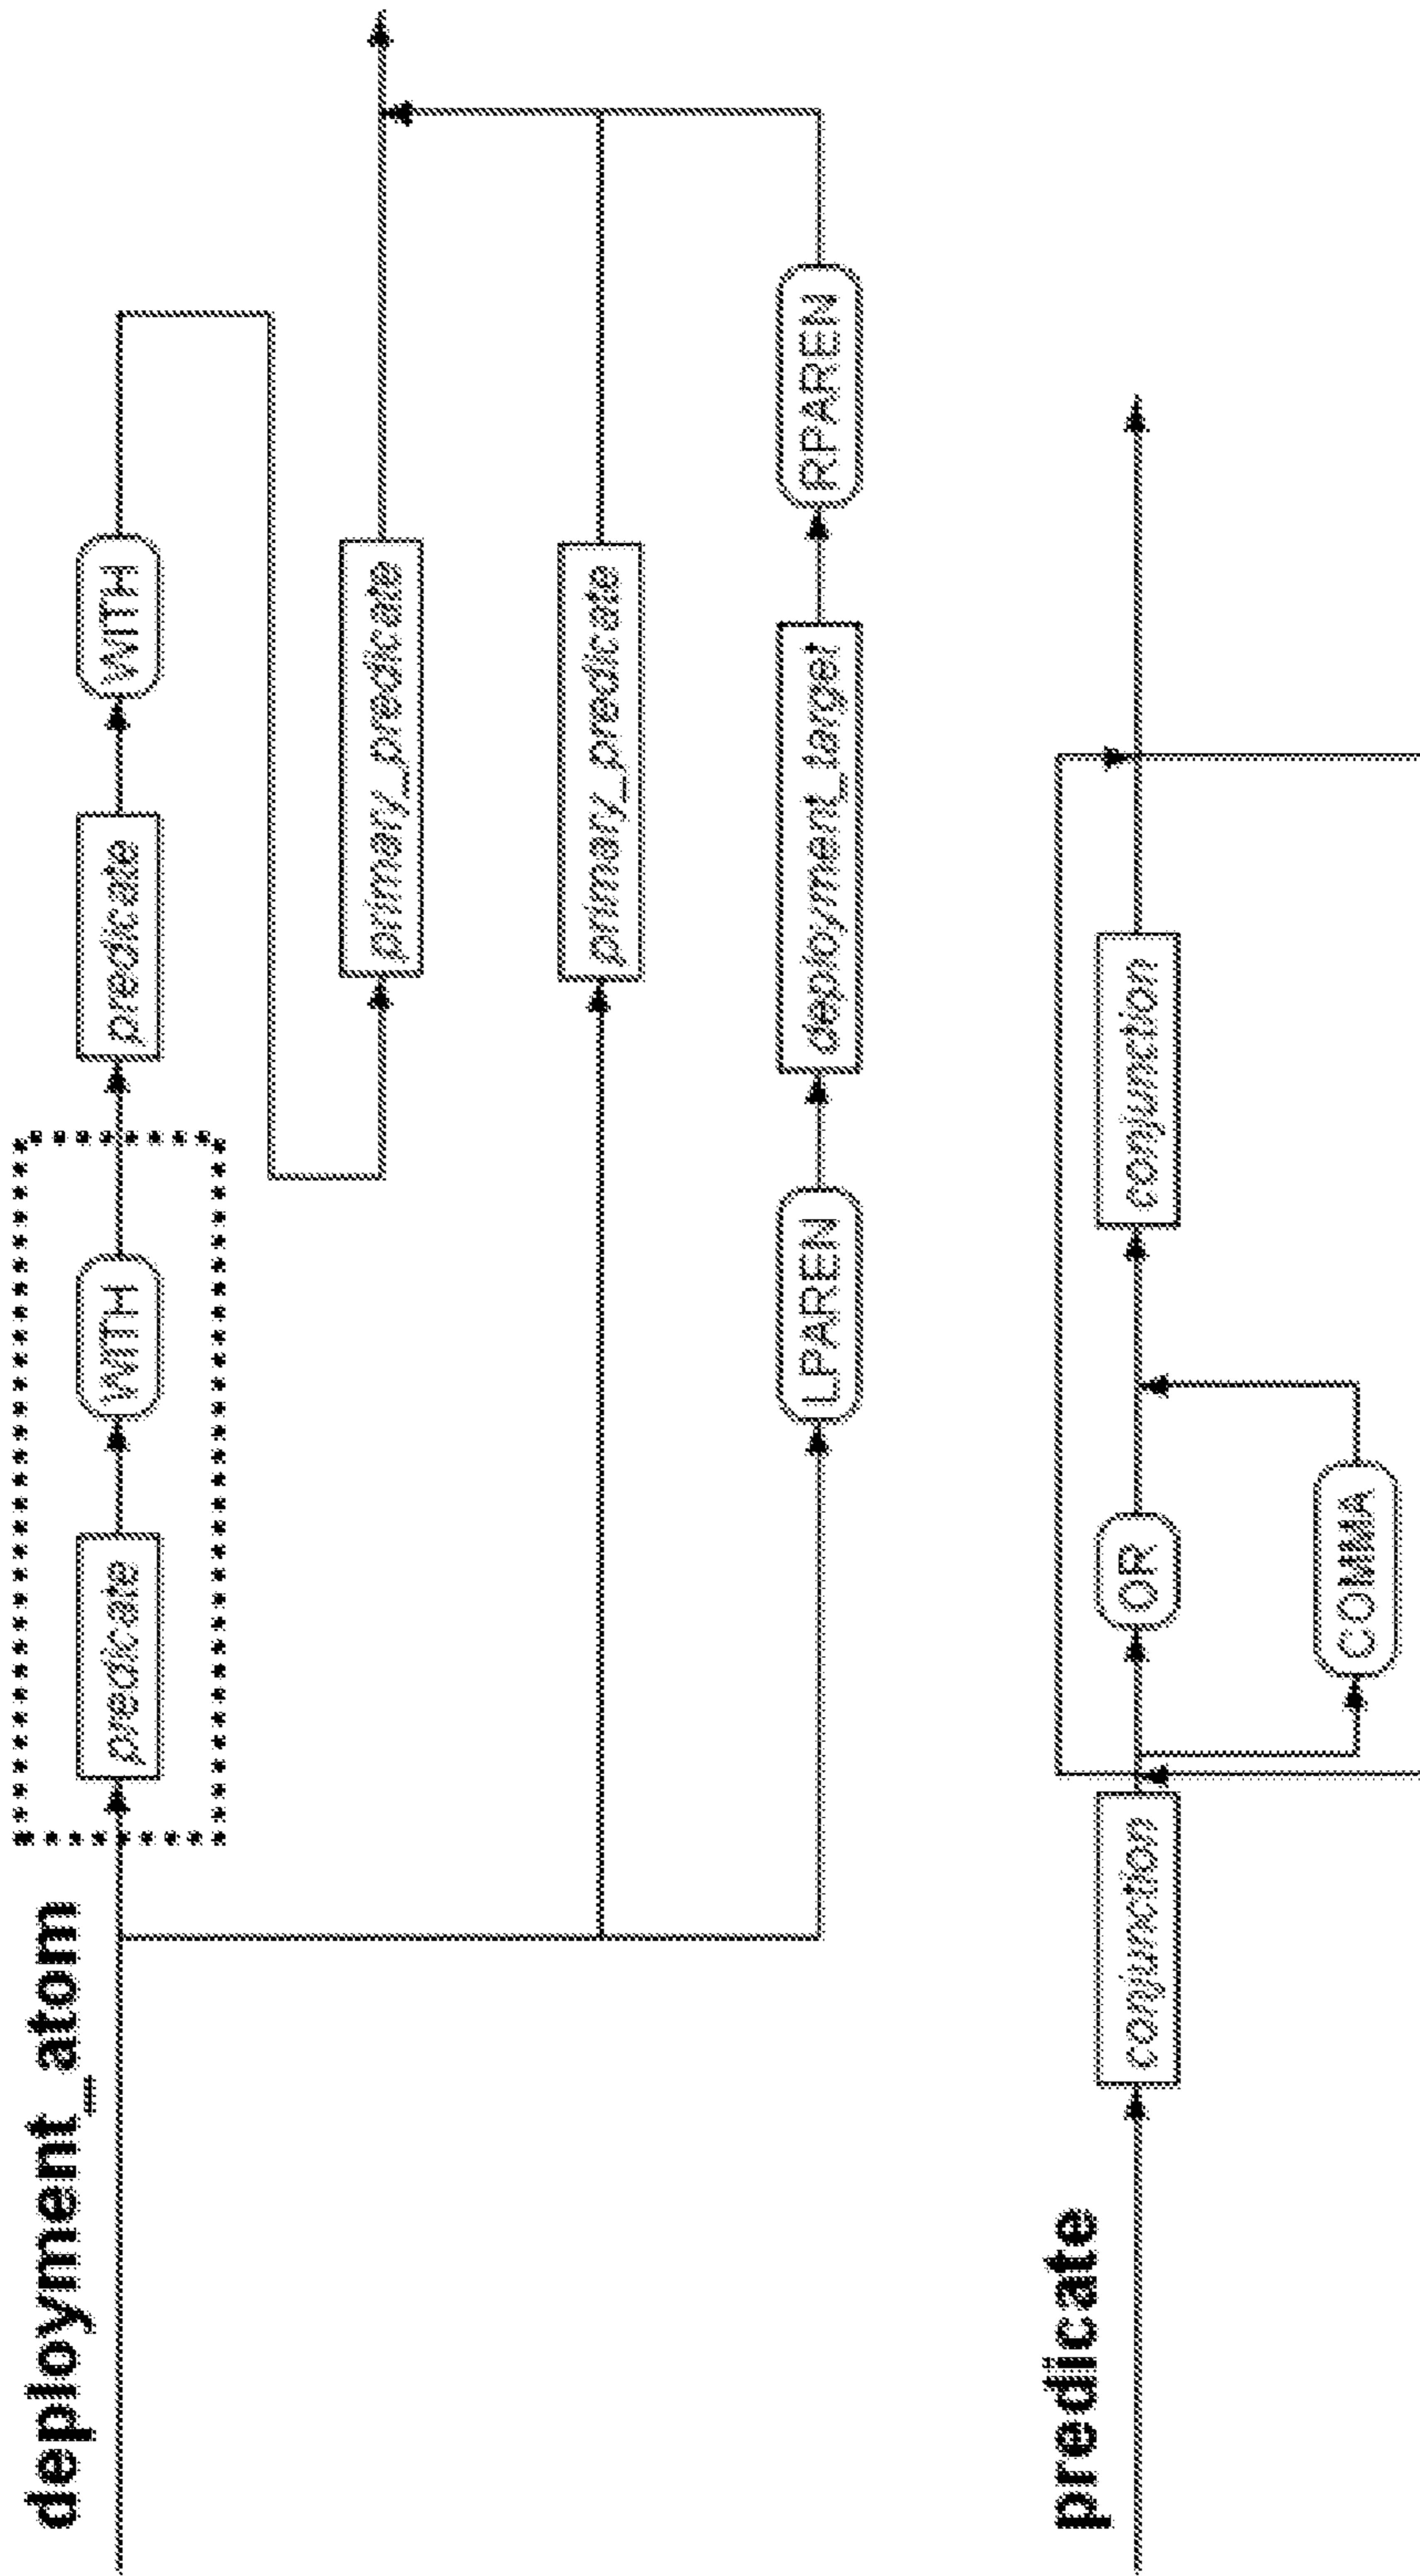 deployment_atom
predicate
WITH
predicate
WITH
primary_predicate
primary_predicate
LPAREN
deployment_target
RPAREN
predicate
conjunction
OR
conjunction
COMMA